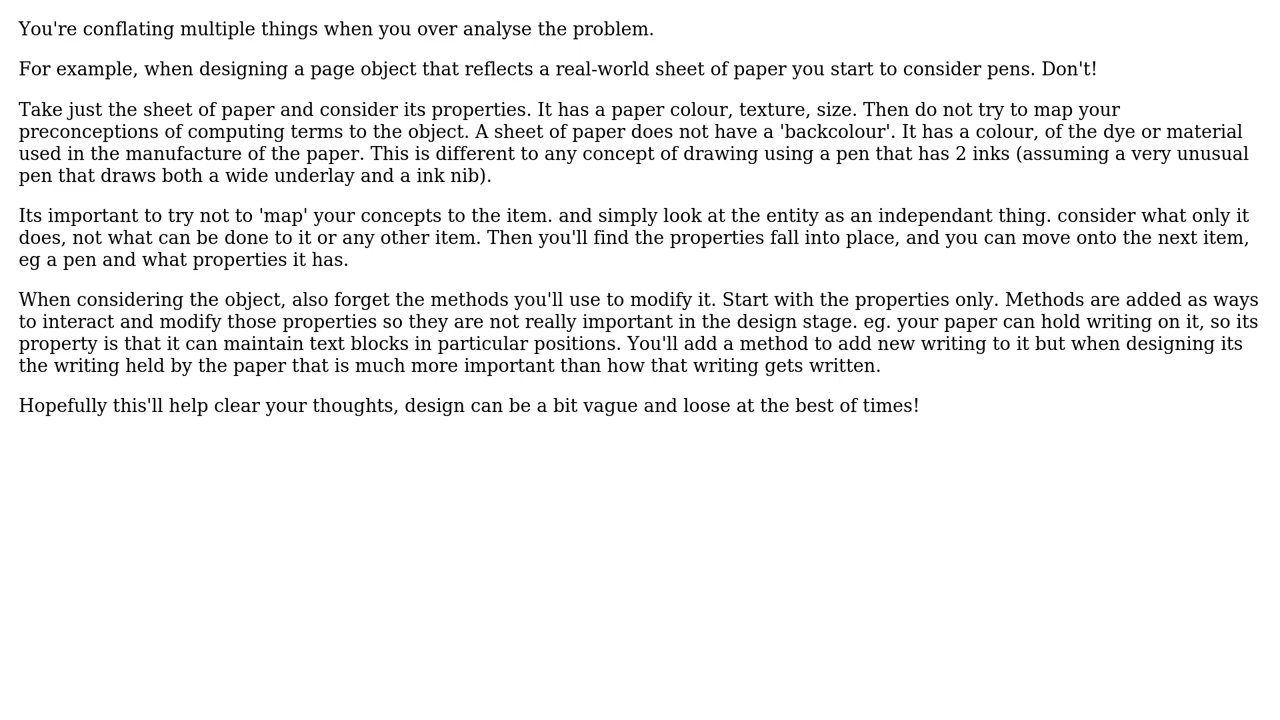 You're conflating multiple things when you over analyse the problem.
For example, when designing a page object that reflects a real-world sheet of paper you start to consider pens. Don't!
Take just the sheet of paper and consider its properties. It has a paper colour, texture, size. Then do not try to map your
preconceptions of computing terms to the object. A sheet of paper does not have a 'backcolour'. It has a colour, of the dye or material
used in the manufacture of the paper. This is different to any concept of drawing using a pen that has 2 inks (assuming a very unusual
pen that draws both a wide underlay and a ink nib).
Its important to try not to 'map' your concepts to the item. and simply look at the entity as an independant thing. consider what only it
does, not what can be done to it or any other item. Then you'll find the properties fall into place, and you can move onto the next item,
eg a pen and what properties it has.
When considering the object, also forget the methods you'll use to modify it. Start with the properties only. Methods are added as ways
to interact and modify those properties so they are not really important in the design stage. eg. your paper can hold writing on it, so its
property is that it can maintain text blocks in particular positions. You'll add a method to add new writing to it but when designing its
the writing held by the paper that is much more important than how that writing gets written.
Hopefully this'll help clear your thoughts, design can be a bit vague and loose at the best of times!